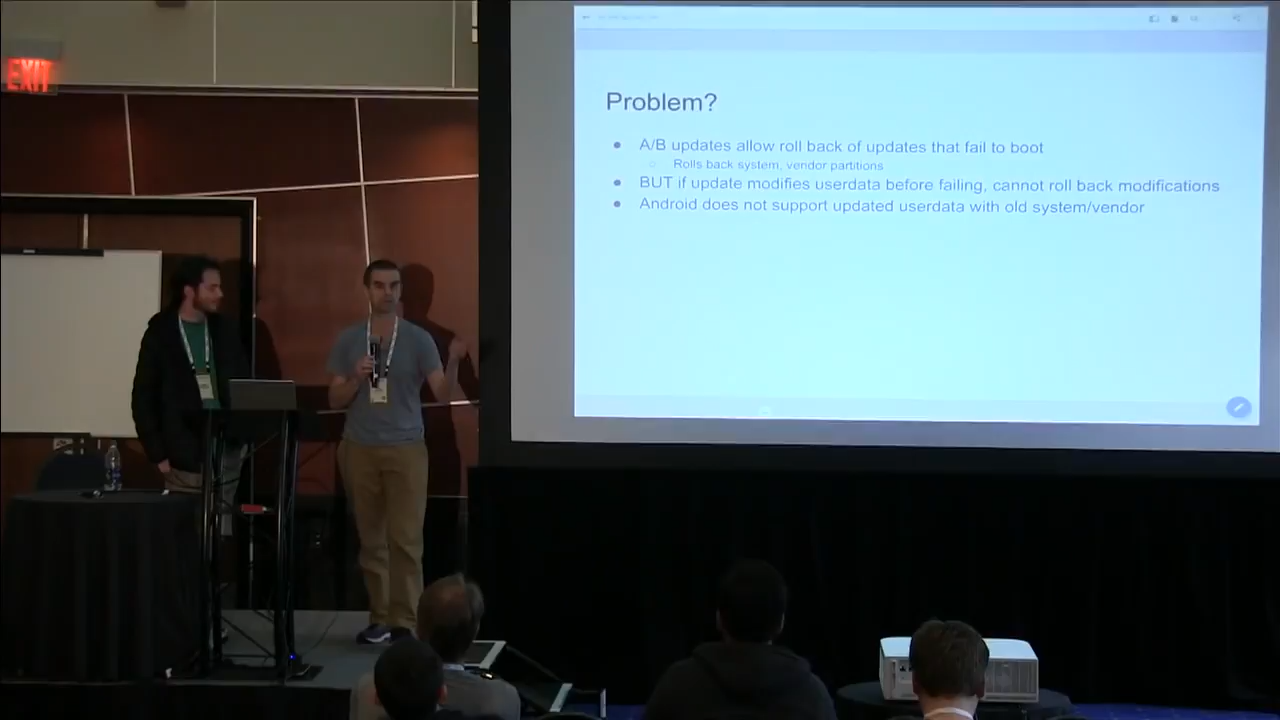 EXIT
Problem?
● A/B updates allow roll back of updates that fail to boot
○ Rolls back system, vendor partitions
● BUT if update modifies userdata before failing, cannot roll back modifications
● Android does not support updated userdata with old system/vendor